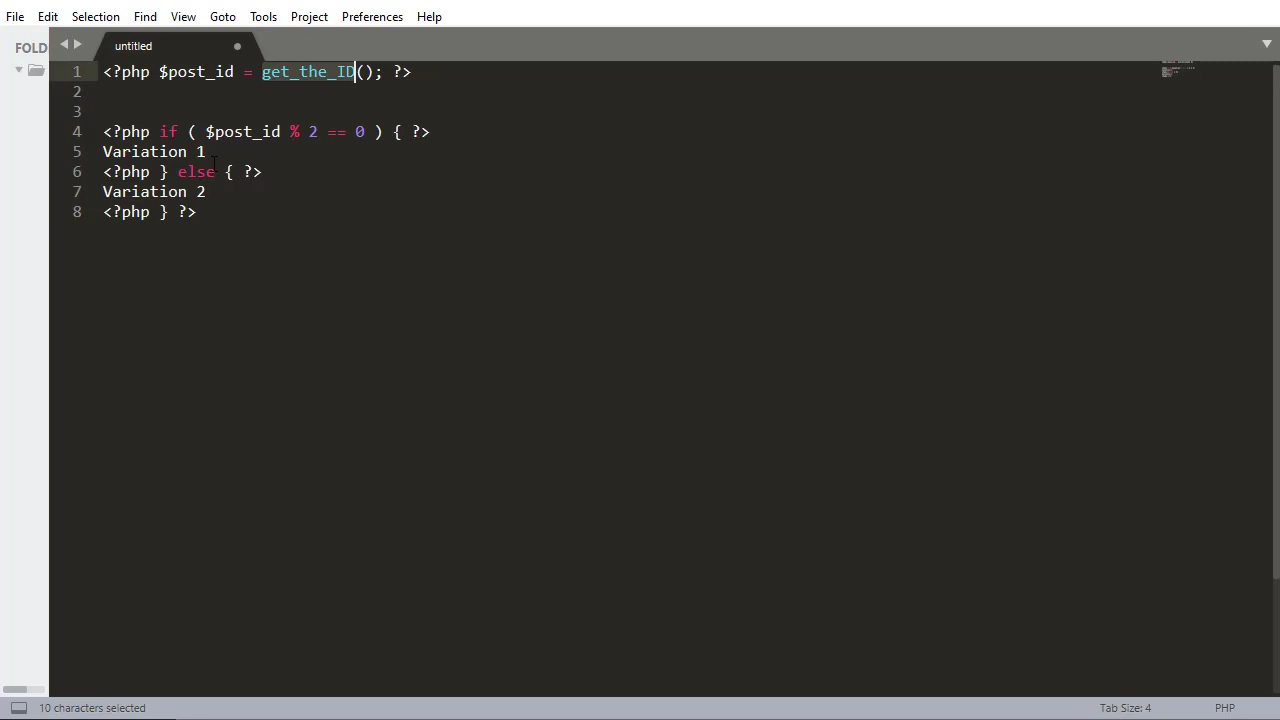 File Edit Selection Find View Goto Tools Project Preferences Help
FOLD
untitled
1 <?php $post_id = get_the_ID(); ?>
2
3
4 <?php if ( $post_id % 2 == 0 ) { ?>
5 Variation 1
6 <?php } else { ?>
7 Variation 2
8 <?php } ?>
10 characters selected
Tab Size: 4
PHP